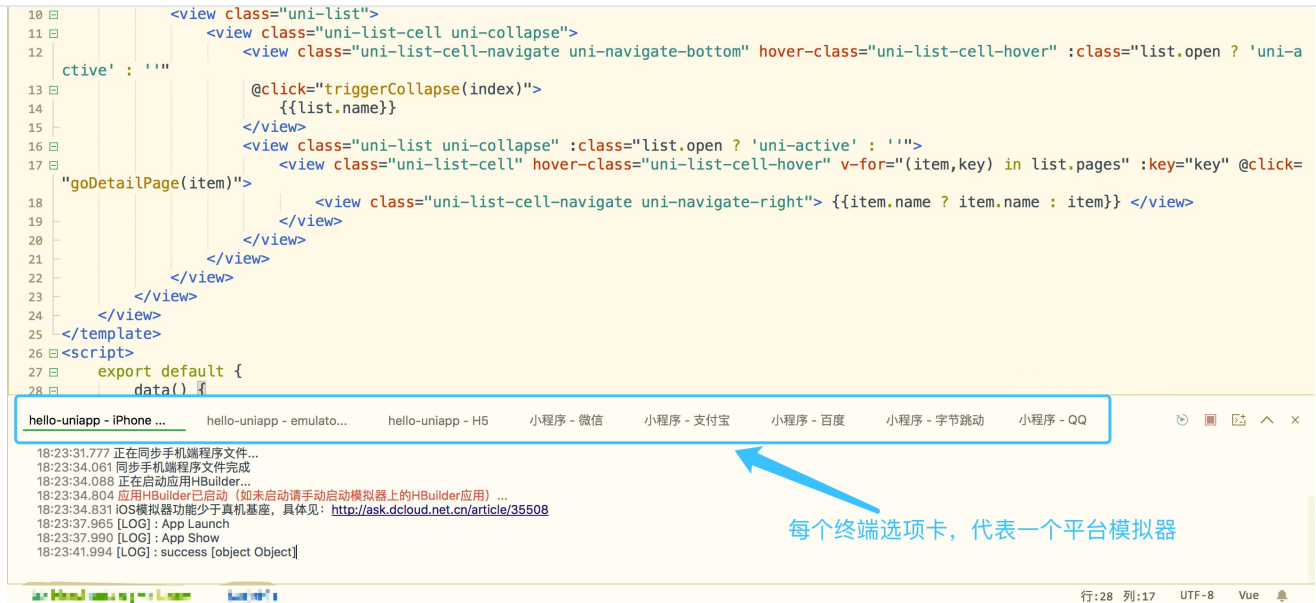 10 <view class="uni-list">
11 <view class="uni-list-cell uni-collapse">
12 <view class="uni-list-cell-navigate uni-navigate-bottom" hover-class="uni-list-cell-hover" :class="list.open ? 'uni-a
ctive' : ''"
13 @click="triggerCollapse(index)">
14 {{list.name}}
15 </view>
16 <view class="uni-list uni-collapse" :class="list.open ? 'uni-active' : ''">
17 <view class="uni-list-cell" hover-class="uni-list-cell-hover" v-for="(item,key) in list.pages" :key="key" @click=
"goDetailPage(item)">
18 <view class="uni-list-cell-navigate uni-navigate-right"> {{item.name ? item.name : item}} </view>
19 </view>
20 </view>
21 </view>
22 </view>
23 </view>
24 </view>
25 </template>
26 <script>
27 export default {
28 data() {
hello-uniapp - iPhone ... hello-uniapp - emulato... hello-uniapp - H5 小程序 - 微信 小程序 - 支付宝 小程序 - 百度 小程序 - 字节跳动 小程序 - QQ
18:23:31.777 正在同步手机端程序文件...
18:23:34.061 同步手机端程序文件完成
18:23:34.088 正在启动应用HBuilder...
18:23:34.804 应用HBuilder已启动（如未启动请手动启动模拟器上的HBuilder应用）...
18:23:34.831 iOS模拟器功能少于真机基座，具体见：http://ask.dcloud.net.cn/article/35508
18:23:37.965 [LOG] : App Launch
18:23:37.990 [LOG] : App Show
18:23:41.994 [LOG] : success [object Object]
每个终端选项卡，代表一个平台模拟器
行:28 列:17 UTF-8 Vue